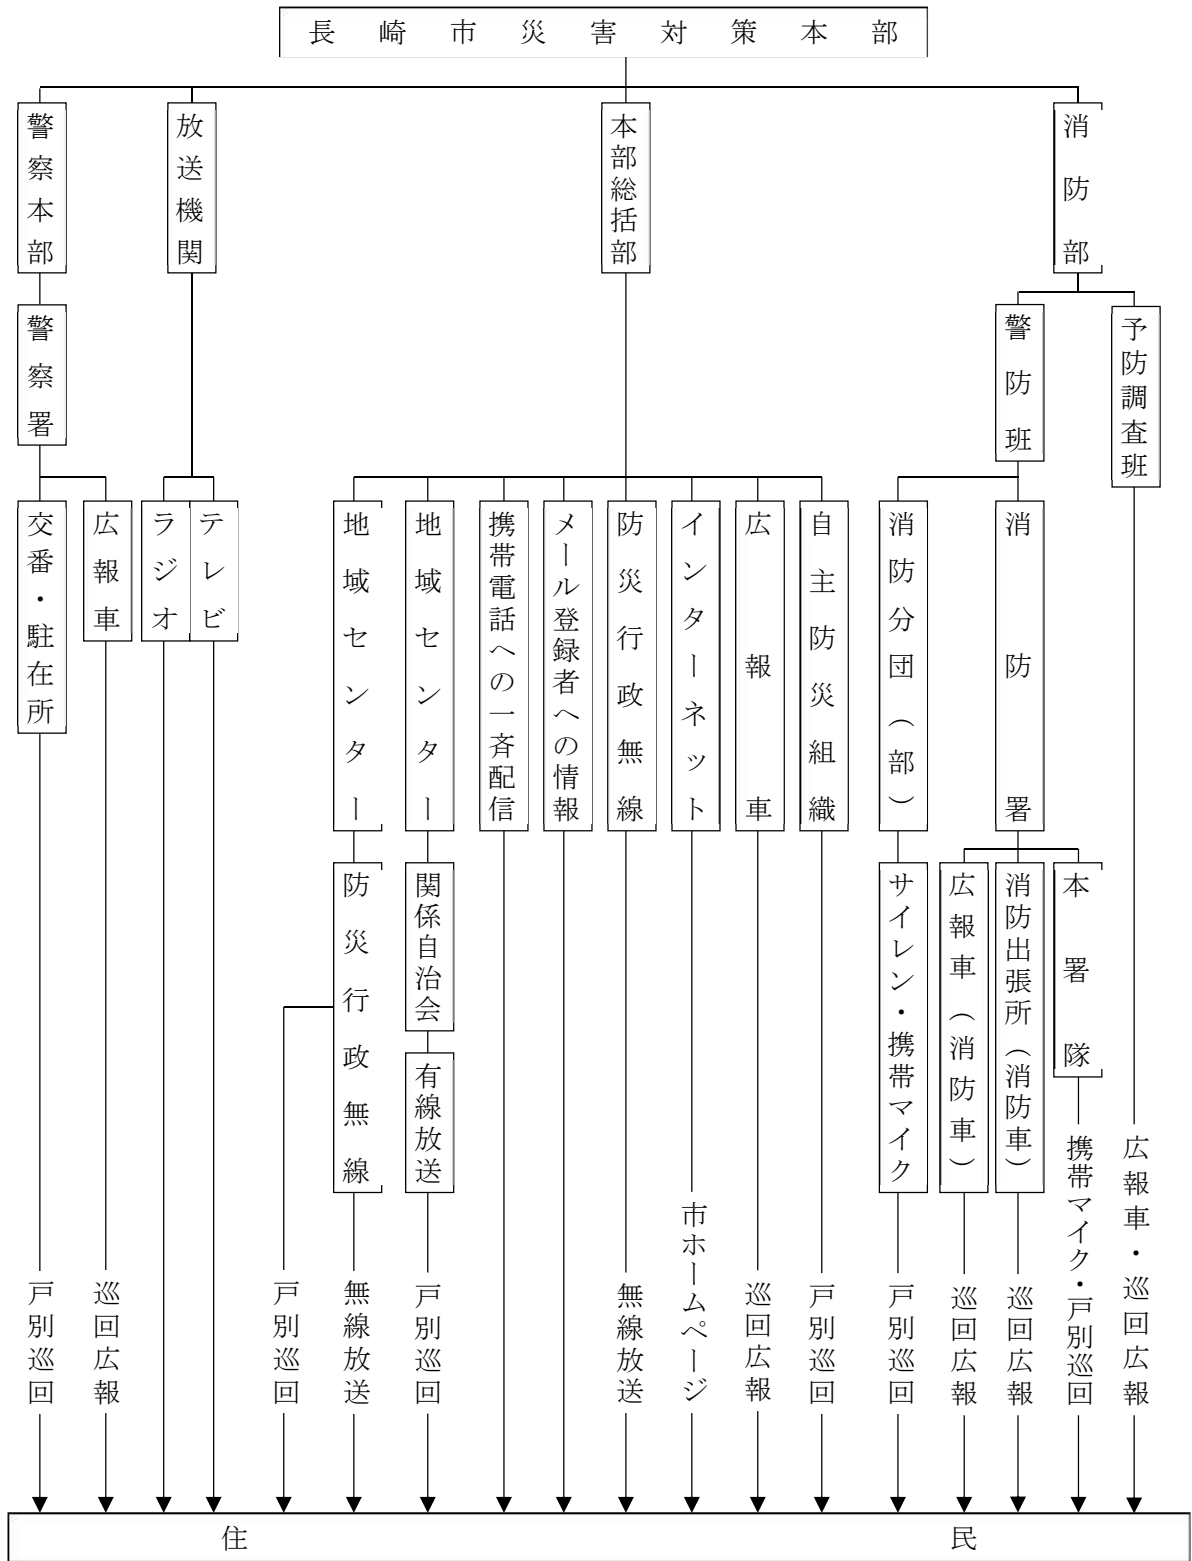 長崎市災害対策本部
警察本部
放送機関
本部総括部
消防部
警察署
警防班
予防調査班
交番・駐在所
広報車
ラジオ
テレビ
地域センター
地域センター
携帯電話への一斉配信
メール登録者への情報
防災行政無線
インターネット
広報車
自主防災組織
消防分団（部）
消防署
防災行政無線
関係自治会
有線放送
サイレン・携帯マイク
広報車（消防車）
消防出張所（消防車）
本署隊
戸別巡回
巡回広報
戸別巡回
無線放送
戸別巡回
無線放送
市ホームページ
巡回広報
戸別巡回
戸別巡回
巡回広報
巡回広報
携帯マイク・戸別巡回
広報車・巡回広報
住民